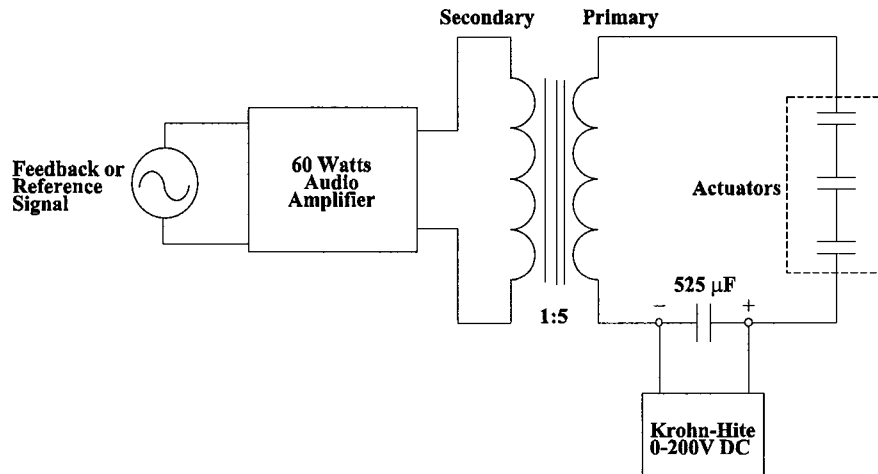 Secondary
Primary
Feedback or
Reference
Signal
60 Watts
Audio
Amplifier
Actuators
525 μF
− +
1:5
Krohn-Hite
0-200V DC